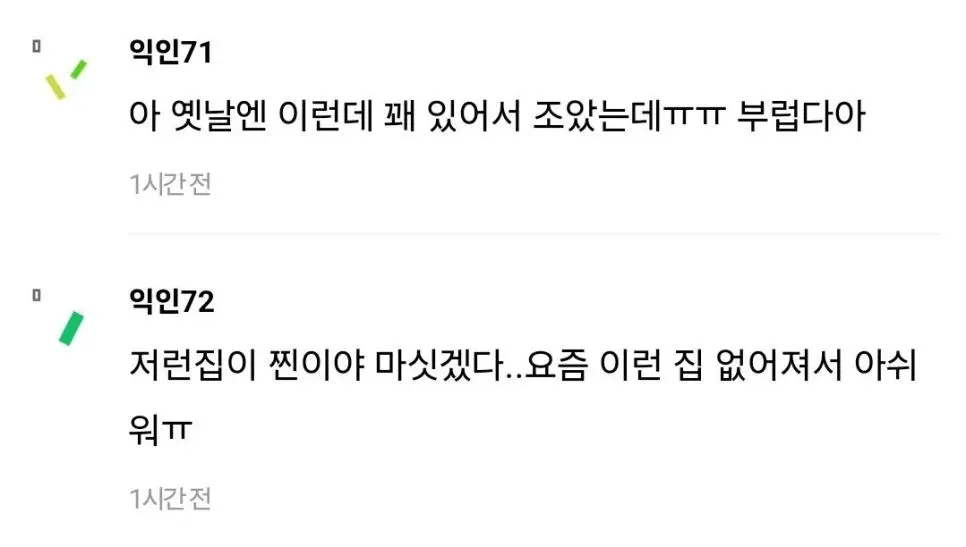 익인71
아 옛날엔 이런데 꽤 있어서 조았는데ㅠㅠ 부럽다아
1시간 전
익인72
저런집이 찐이야 마싯겠다..요즘 이런 집 없어져서 아쉬
워ㅠ
1시간 전